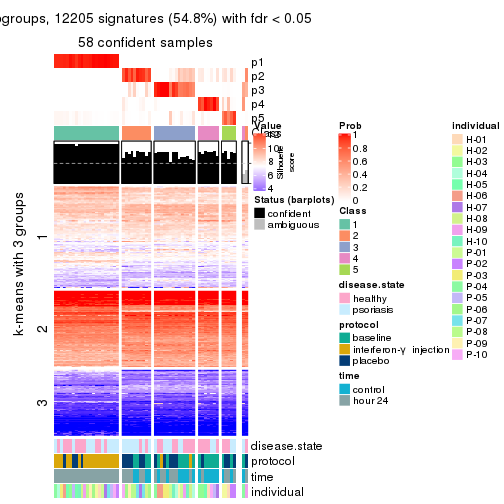 ogroups, 12205 signatures (54.8%) with fdr < 0.05
58 confident samples
p1
p2
p3
p4
p5
Class
Silhouette
score
k-means with 3 groups
1
2
3
disease.state
protocol
time
individual
Value
10
8
6
4
Status (barplots)
confident
ambiguous
Prob
1
0.8
0.6
0.4
0.2
0
Class
1
2
3
4
5
disease.state
healthy
psoriasis
protocol
baseline
interferon-γ injection
placebo
time
control
hour 24
individual
H-01
H-02
H-03
H-04
H-05
H-06
H-07
H-08
H-09
H-10
P-01
P-02
P-03
P-04
P-05
P-06
P-07
P-08
P-09
P-10